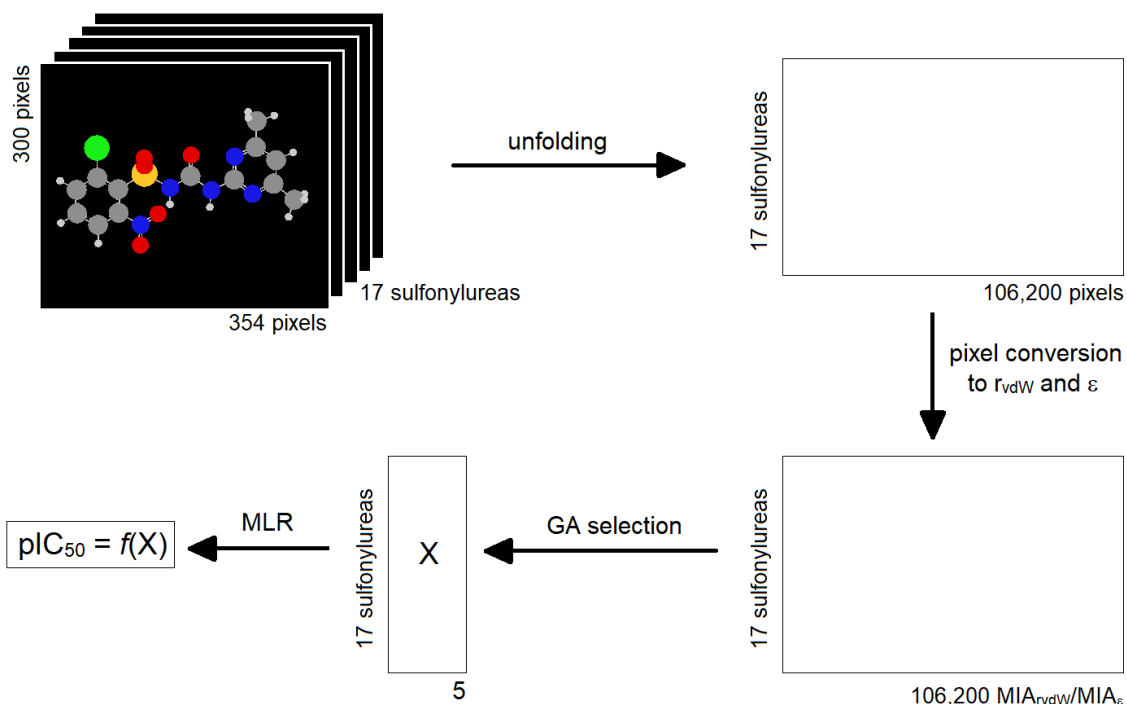 300 pixels
354 pixels
17 sulfonylureas
unfolding
17 sulfonylureas
106,200 pixels
pixel conversion
to rvdW and ε
17 sulfonylureas
106,200 MIArvdW/MIAε
GA selection
17 sulfonylureas
X
5
MLR
pIC50 = f(X)